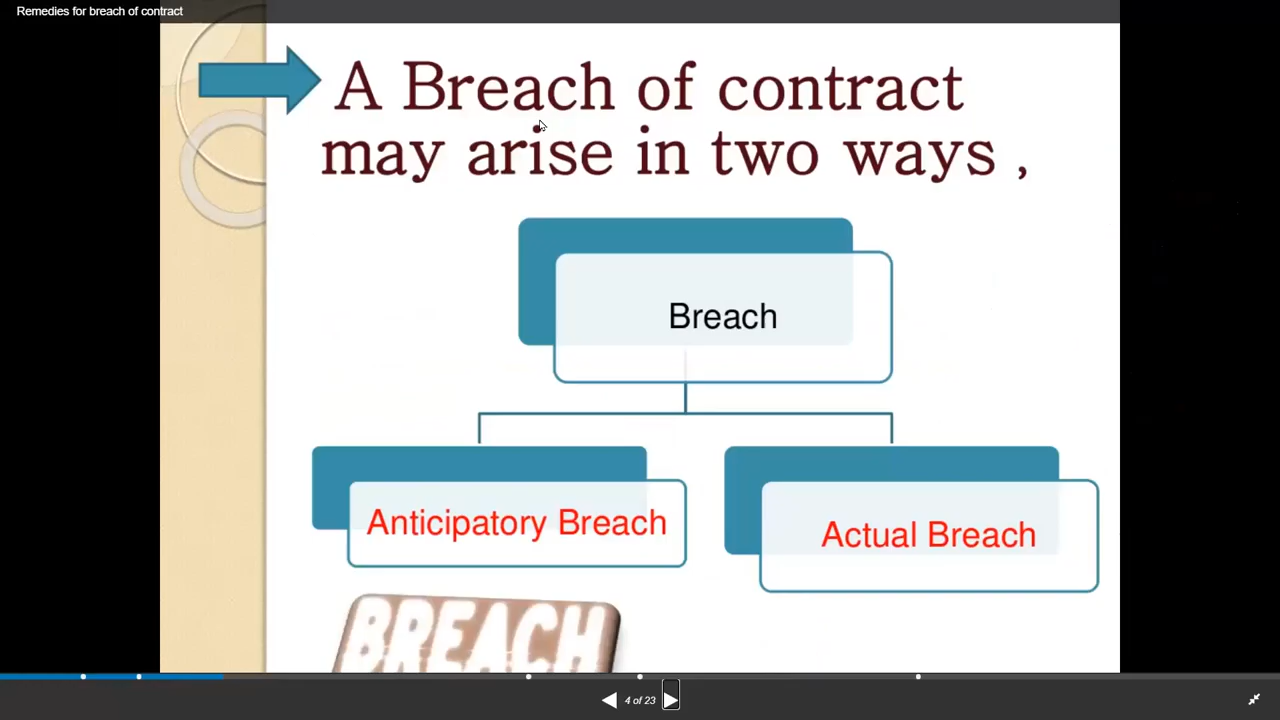 Remedies for breach of contract
A Breach of contract
may arise in two ways ,
Breach
Anticipatory Breach
Actual Breach
BREACH
4 of 23